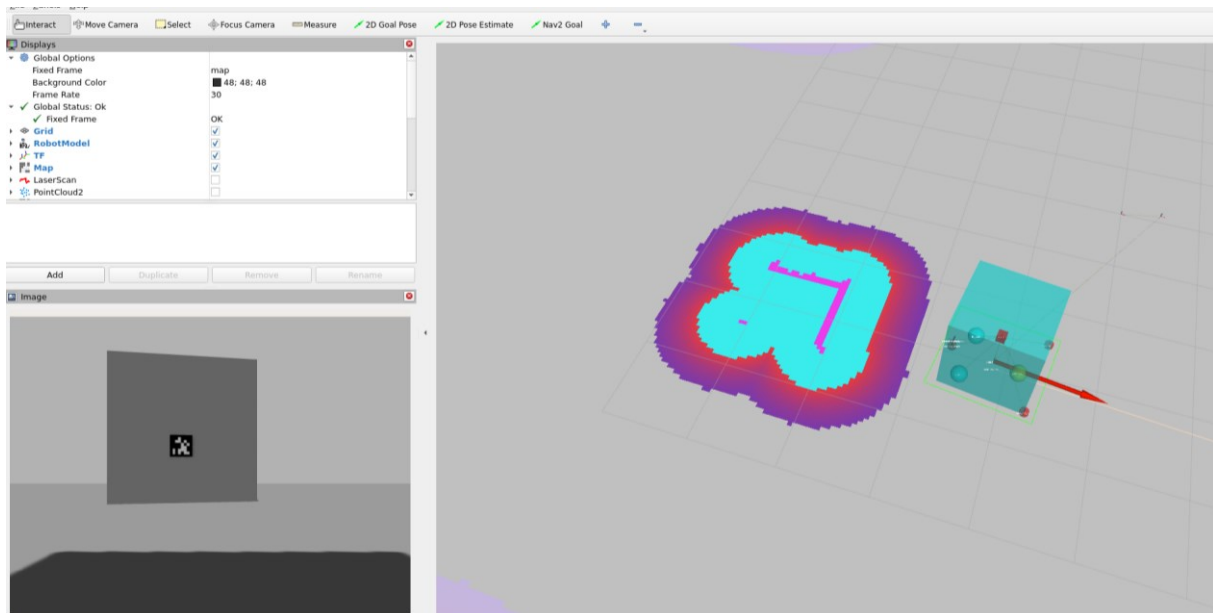 Interact Move Camera Select Focus Camera Measure 2D Goal Pose 2D Pose Estimate Nav2 Goal
Displays
Global Options
Fixed Frame map
Background Color 48; 48; 48
Frame Rate 30
Global Status: Ok
Fixed Frame OK
Grid
RobotModel
TF
Map
LaserScan
PointCloud2
Add Duplicate Remove Rename
Image